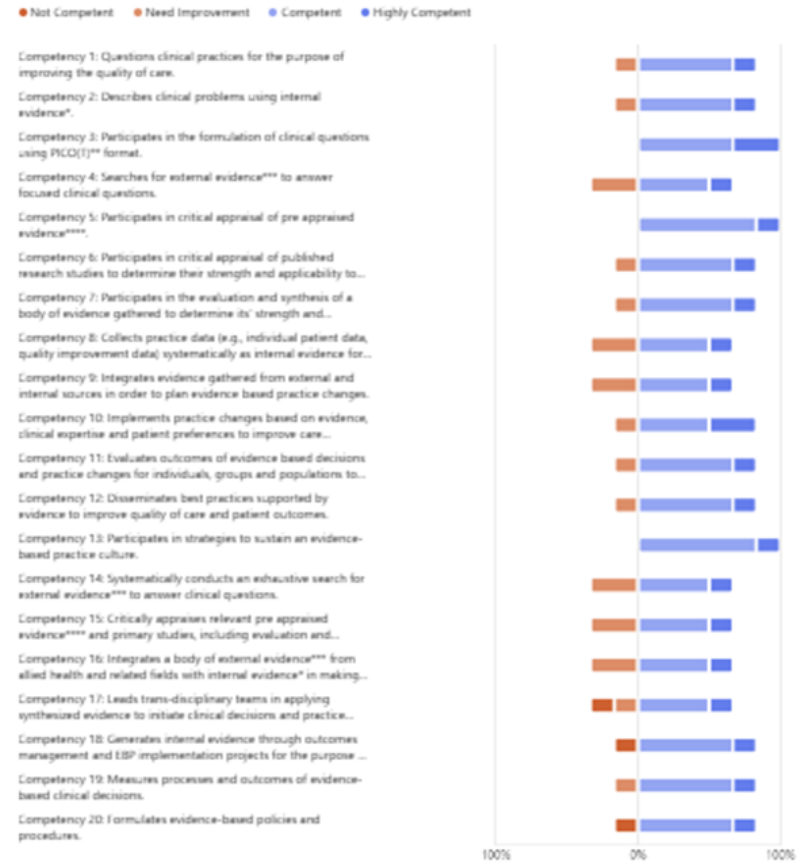 Not Competent Need Improvement Competent Highly Competent
Competency 1: Questions clinical practices for the purpose of
improving the quality of care.
Competency 2: Describes clinical problems using internal
evidence*.
Competency 3: Participates in the formulation of clinical questions
using PICO(T)** format.
Competency 4: Searches for external evidence*** to answer
focused clinical questions.
Competency 5: Participates in critical appraisal of pre appraised
evidence****.
Competency 6: Participates in critical appraisal of published
research studies to determine their strength and applicability to...
Competency 7: Participates in the evaluation and synthesis of a
body of evidence gathered to determine its' strength and...
Competency 8: Collects practice data (e.g., individual patient data,
quality improvement data) systematically as internal evidence for...
Competency 9: Integrates evidence gathered from external and
internal sources in order to plan evidence based practice changes.
Competency 10: Implements practice changes based on evidence,
clinical expertise and patient preferences to improve care...
Competency 11: Evaluates outcomes of evidence based decisions
and practice changes for individuals, groups and populations to...
Competency 12: Disseminates best practices supported by
evidence to improve quality of care and patient outcomes.
Competency 13: Participates in strategies to sustain an evidence-
based practice culture.
Competency 14: Systematically conducts an exhaustive search for
external evidence*** to answer clinical questions.
Competency 15: Critically appraises relevant pre appraised
evidence**** and primary studies, including evaluation and...
Competency 16: Integrates a body of external evidence*** from
allied health and related fields with internal evidence* in making...
Competency 17: Leads trans-disciplinary teams in applying
synthesized evidence to initiate clinical decisions and practice...
Competency 18: Generates internal evidence through outcomes
management and EBP implementation projects for the purpose ...
Competency 19: Measures processes and outcomes of evidence-
based clinical decisions.
Competency 20: Formulates evidence-based policies and
procedures.
100% 0% 100%